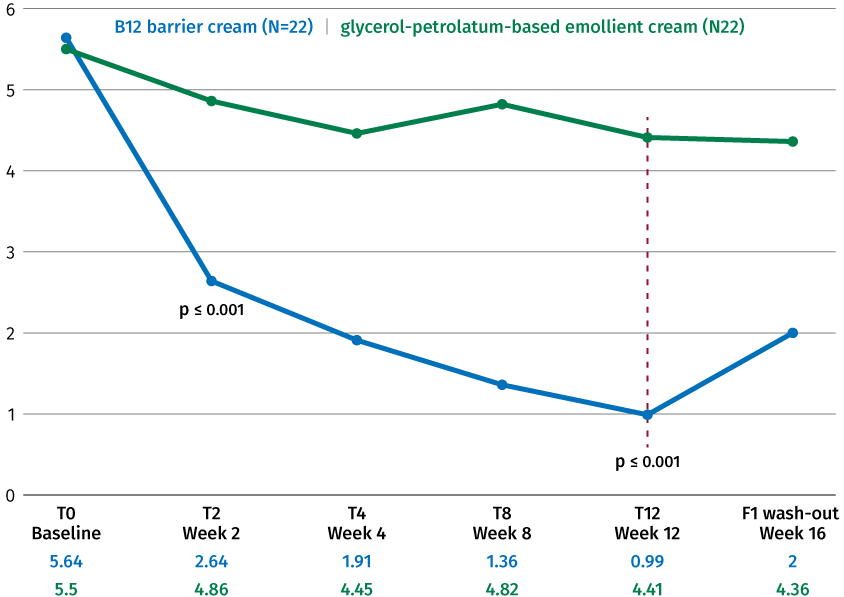 6
B12 barrier cream (N=22) | glycerol-petrolatum-based emollient cream (N22)
5
4
3
p ≤ 0.001
2
1
p ≤ 0.001
0
T0 T2 T4 T8 T12 F1 wash-out
Baseline Week 2 Week 4 Week 8 Week 12 Week 16
5.64 2.64 1.91 1.36 0.99 2
5.5 4.86 4.45 4.82 4.41 4.36